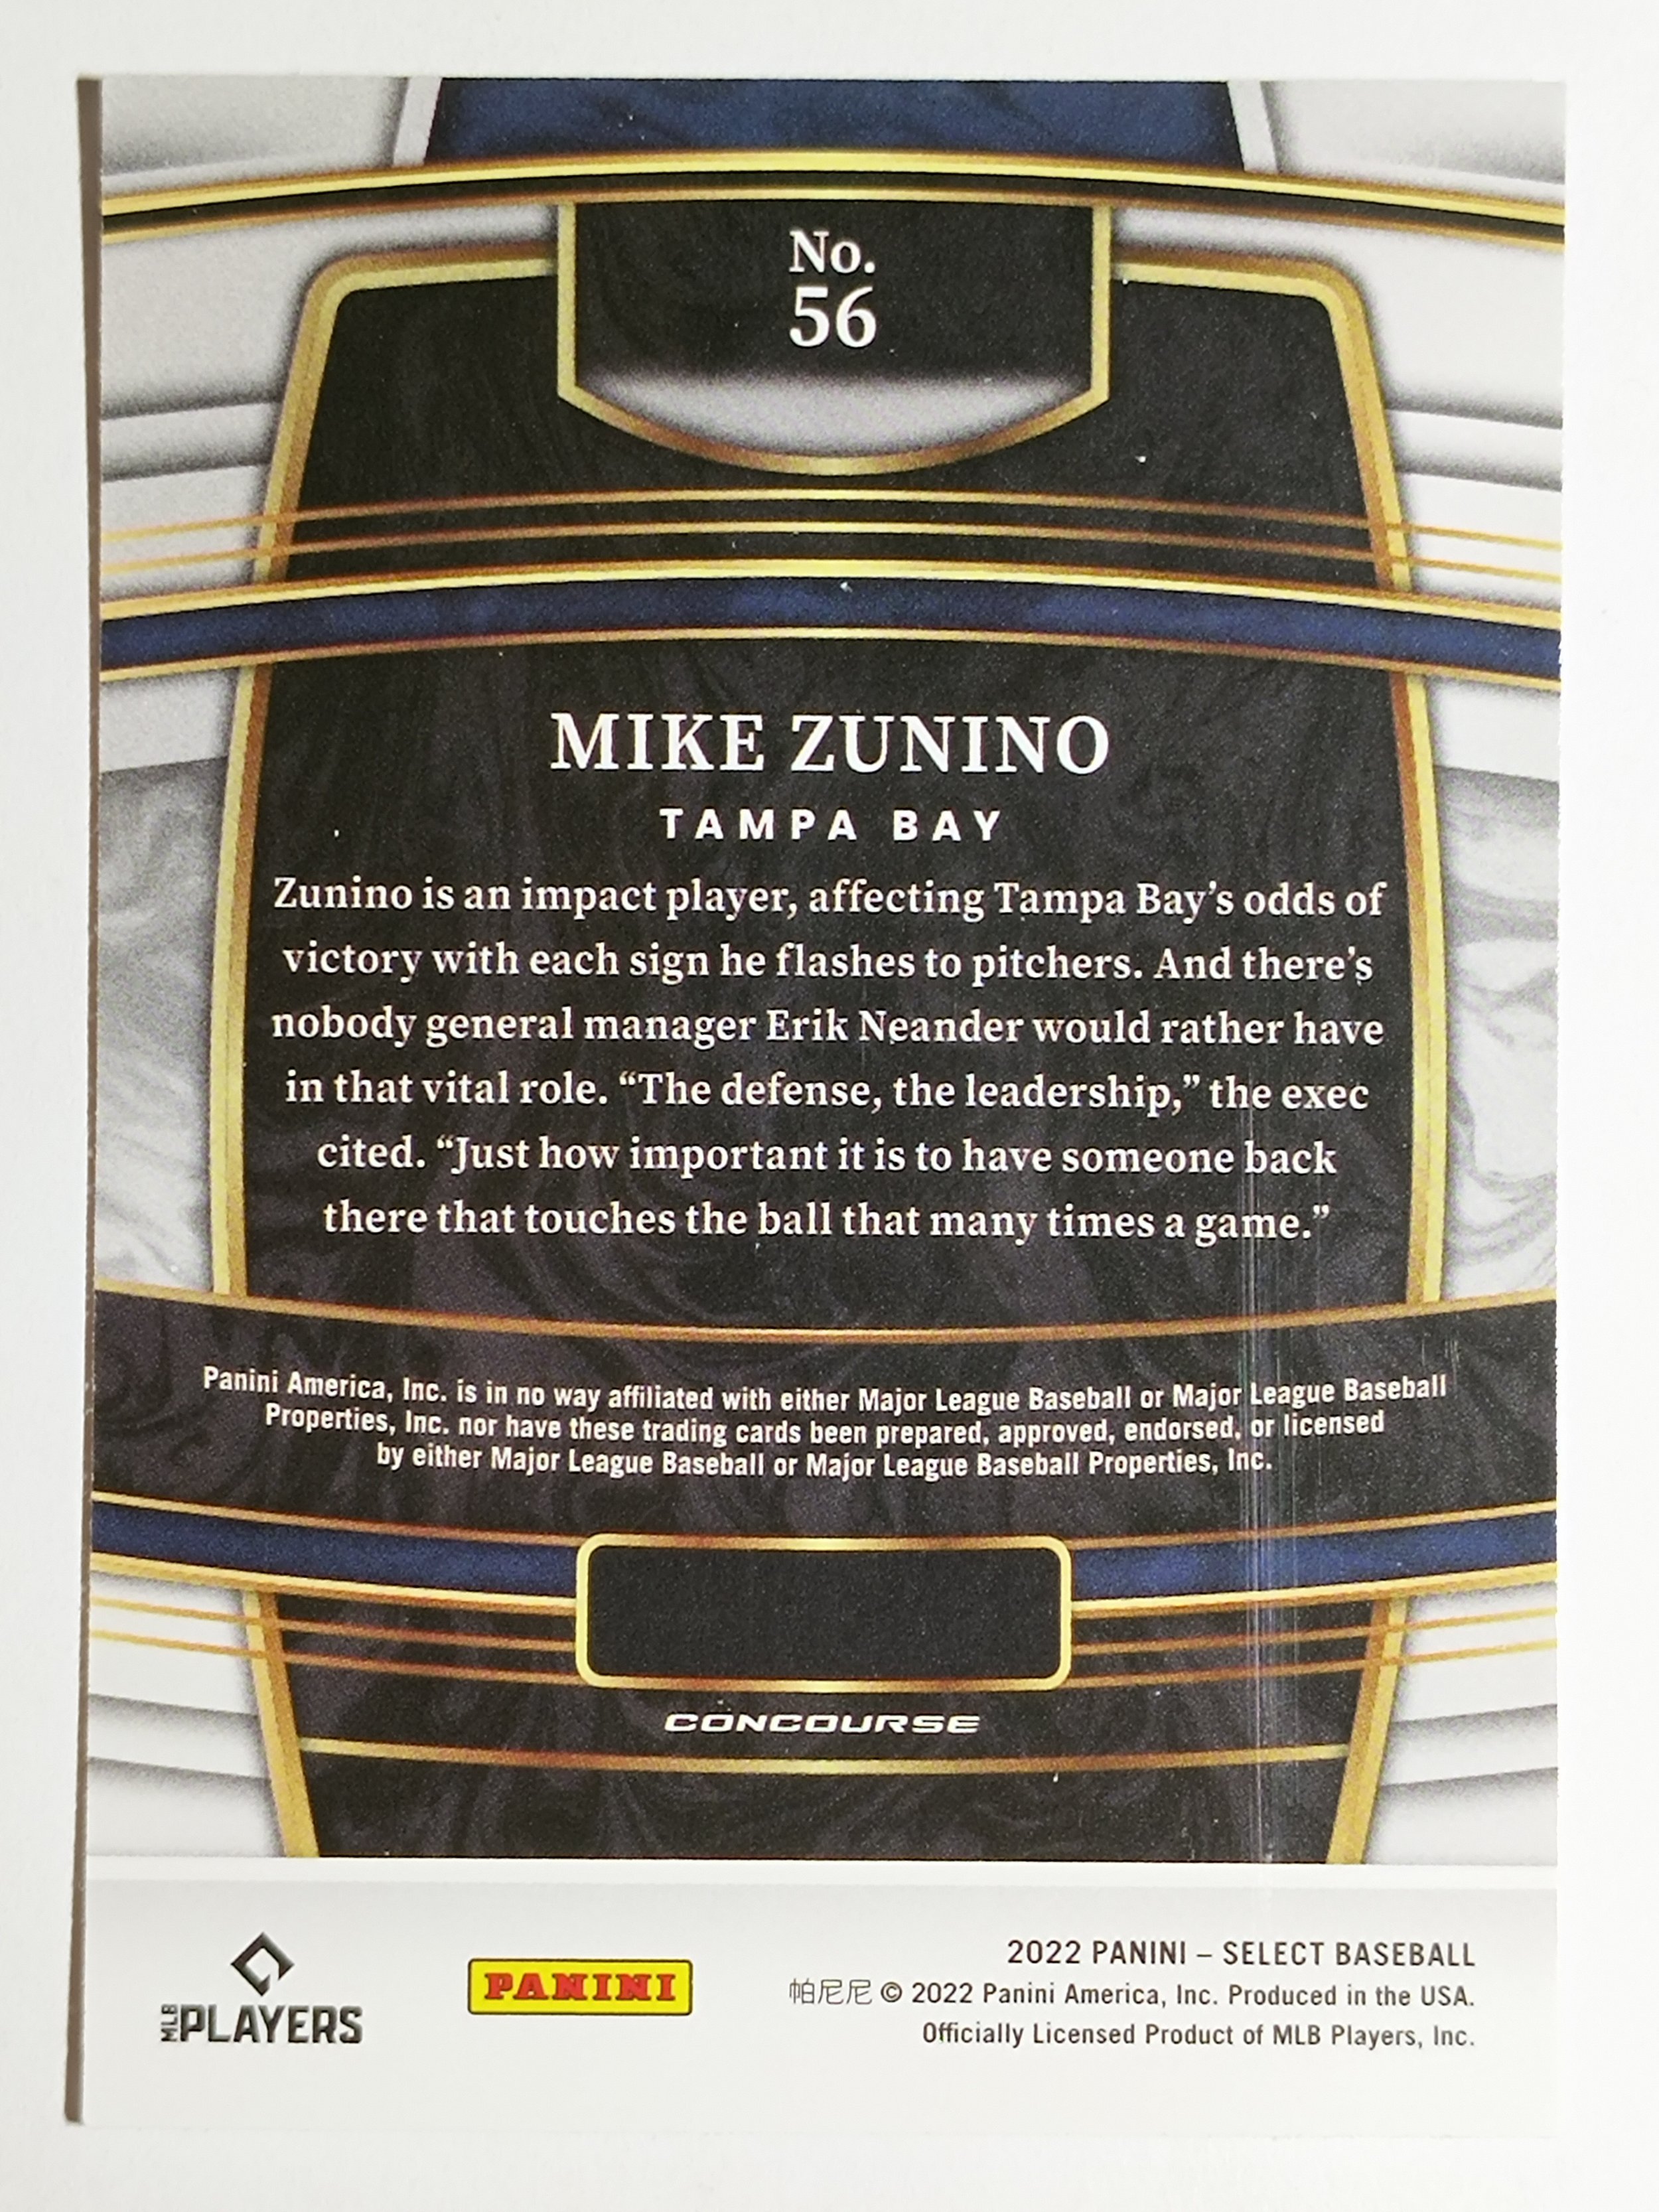 No.
56
MIKE ZUNINO
TAMPA BAY
Zunino is an impact player, affecting Tampa Bay’s odds of
victory with each sign he flashes to pitchers. And there’s
nobody general manager Erik Neander would rather have
in that vital role. “The defense, the leadership,” the exec
cited. “Just how important it is to have someone back
there that touches the ball that many times a game.”
Panini America, Inc. is in no way affiliated with either Major League Baseball or Major League Baseball
Properties, Inc. nor have these trading cards been prepared, approved, endorsed, or licensed
by either Major League Baseball or Major League Baseball Properties, Inc.
CONCOURSE
MLB PLAYERS
PANINI
2022 PANINI – SELECT BASEBALL
帕尼尼 © 2022 Panini America, Inc. Produced in the USA.
Officially Licensed Product of MLB Players, Inc.